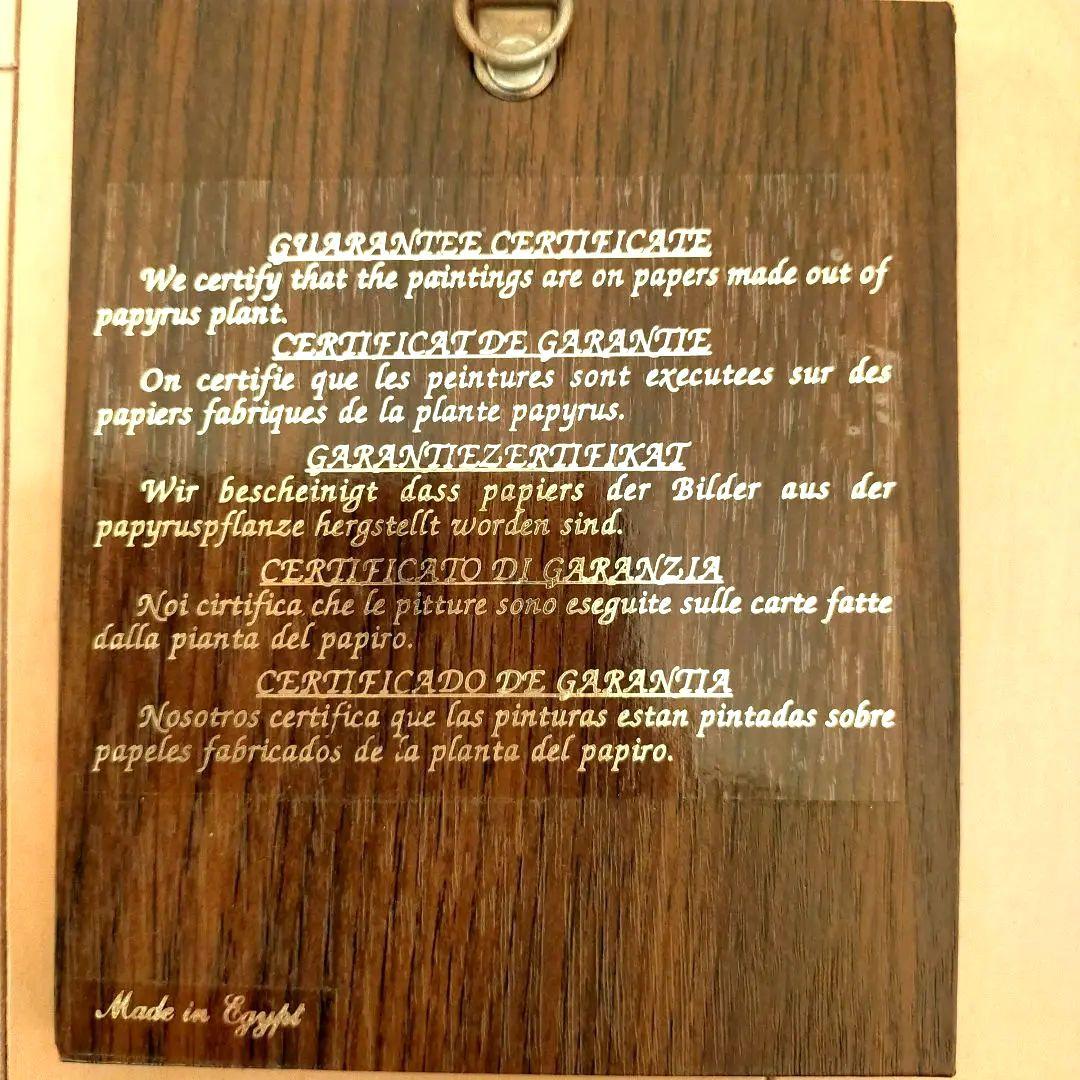 GUARANTEE CERTIFICATE
We certify that the paintings are on papers made out of
papyrus plant.
CERTIFICAT DE GARANTIE
On certifie que les peintures sont executees sur des
papiers fabriques de la plante papyrus.
GARANTIEZERTIFIKAT
Wir bescheinigt dass papiers der Bilder aus der
papyruspflanze hergstellt worden sind.
CERTIFICATO DI GARANZIA
Noi cirtifica che le pitture sono eseguite sulle carte fatte
dalla pianta del papiro.
CERTIFICADO DE GARANTIA
Nosotros certifica que las pinturas estan pintadas sobre
papeles fabricados de la planta del papiro.
Made in Egypt